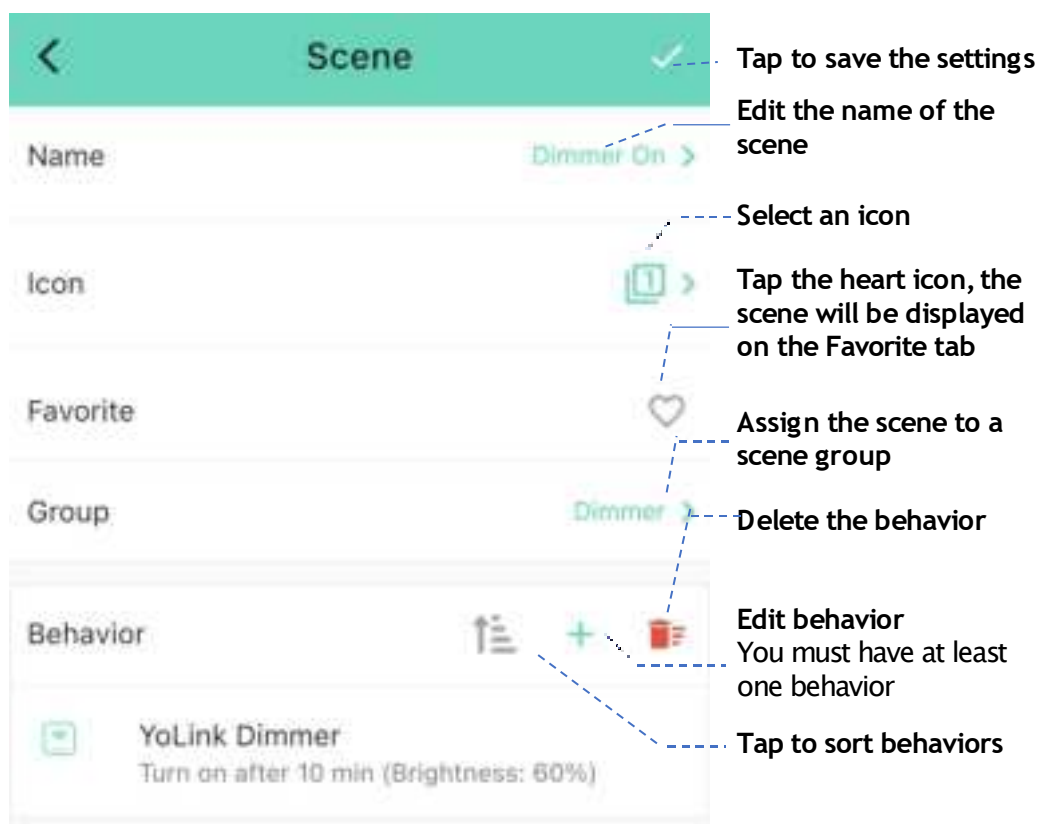 Scene
Tap to save the settings
Edit the name of the
scene
Name
Dimmer On
Select an icon
Icon
1
Tap the heart icon, the
scene will be displayed
on the Favorite tab
Favorite
Assign the scene to a
scene group
Group
Dimmer
Delete the behavior
Behavior
Edit behavior
You must have at least
one behavior
YoLink Dimmer
Turn on after 10 min (Brightness: 60%)
Tap to sort behaviors